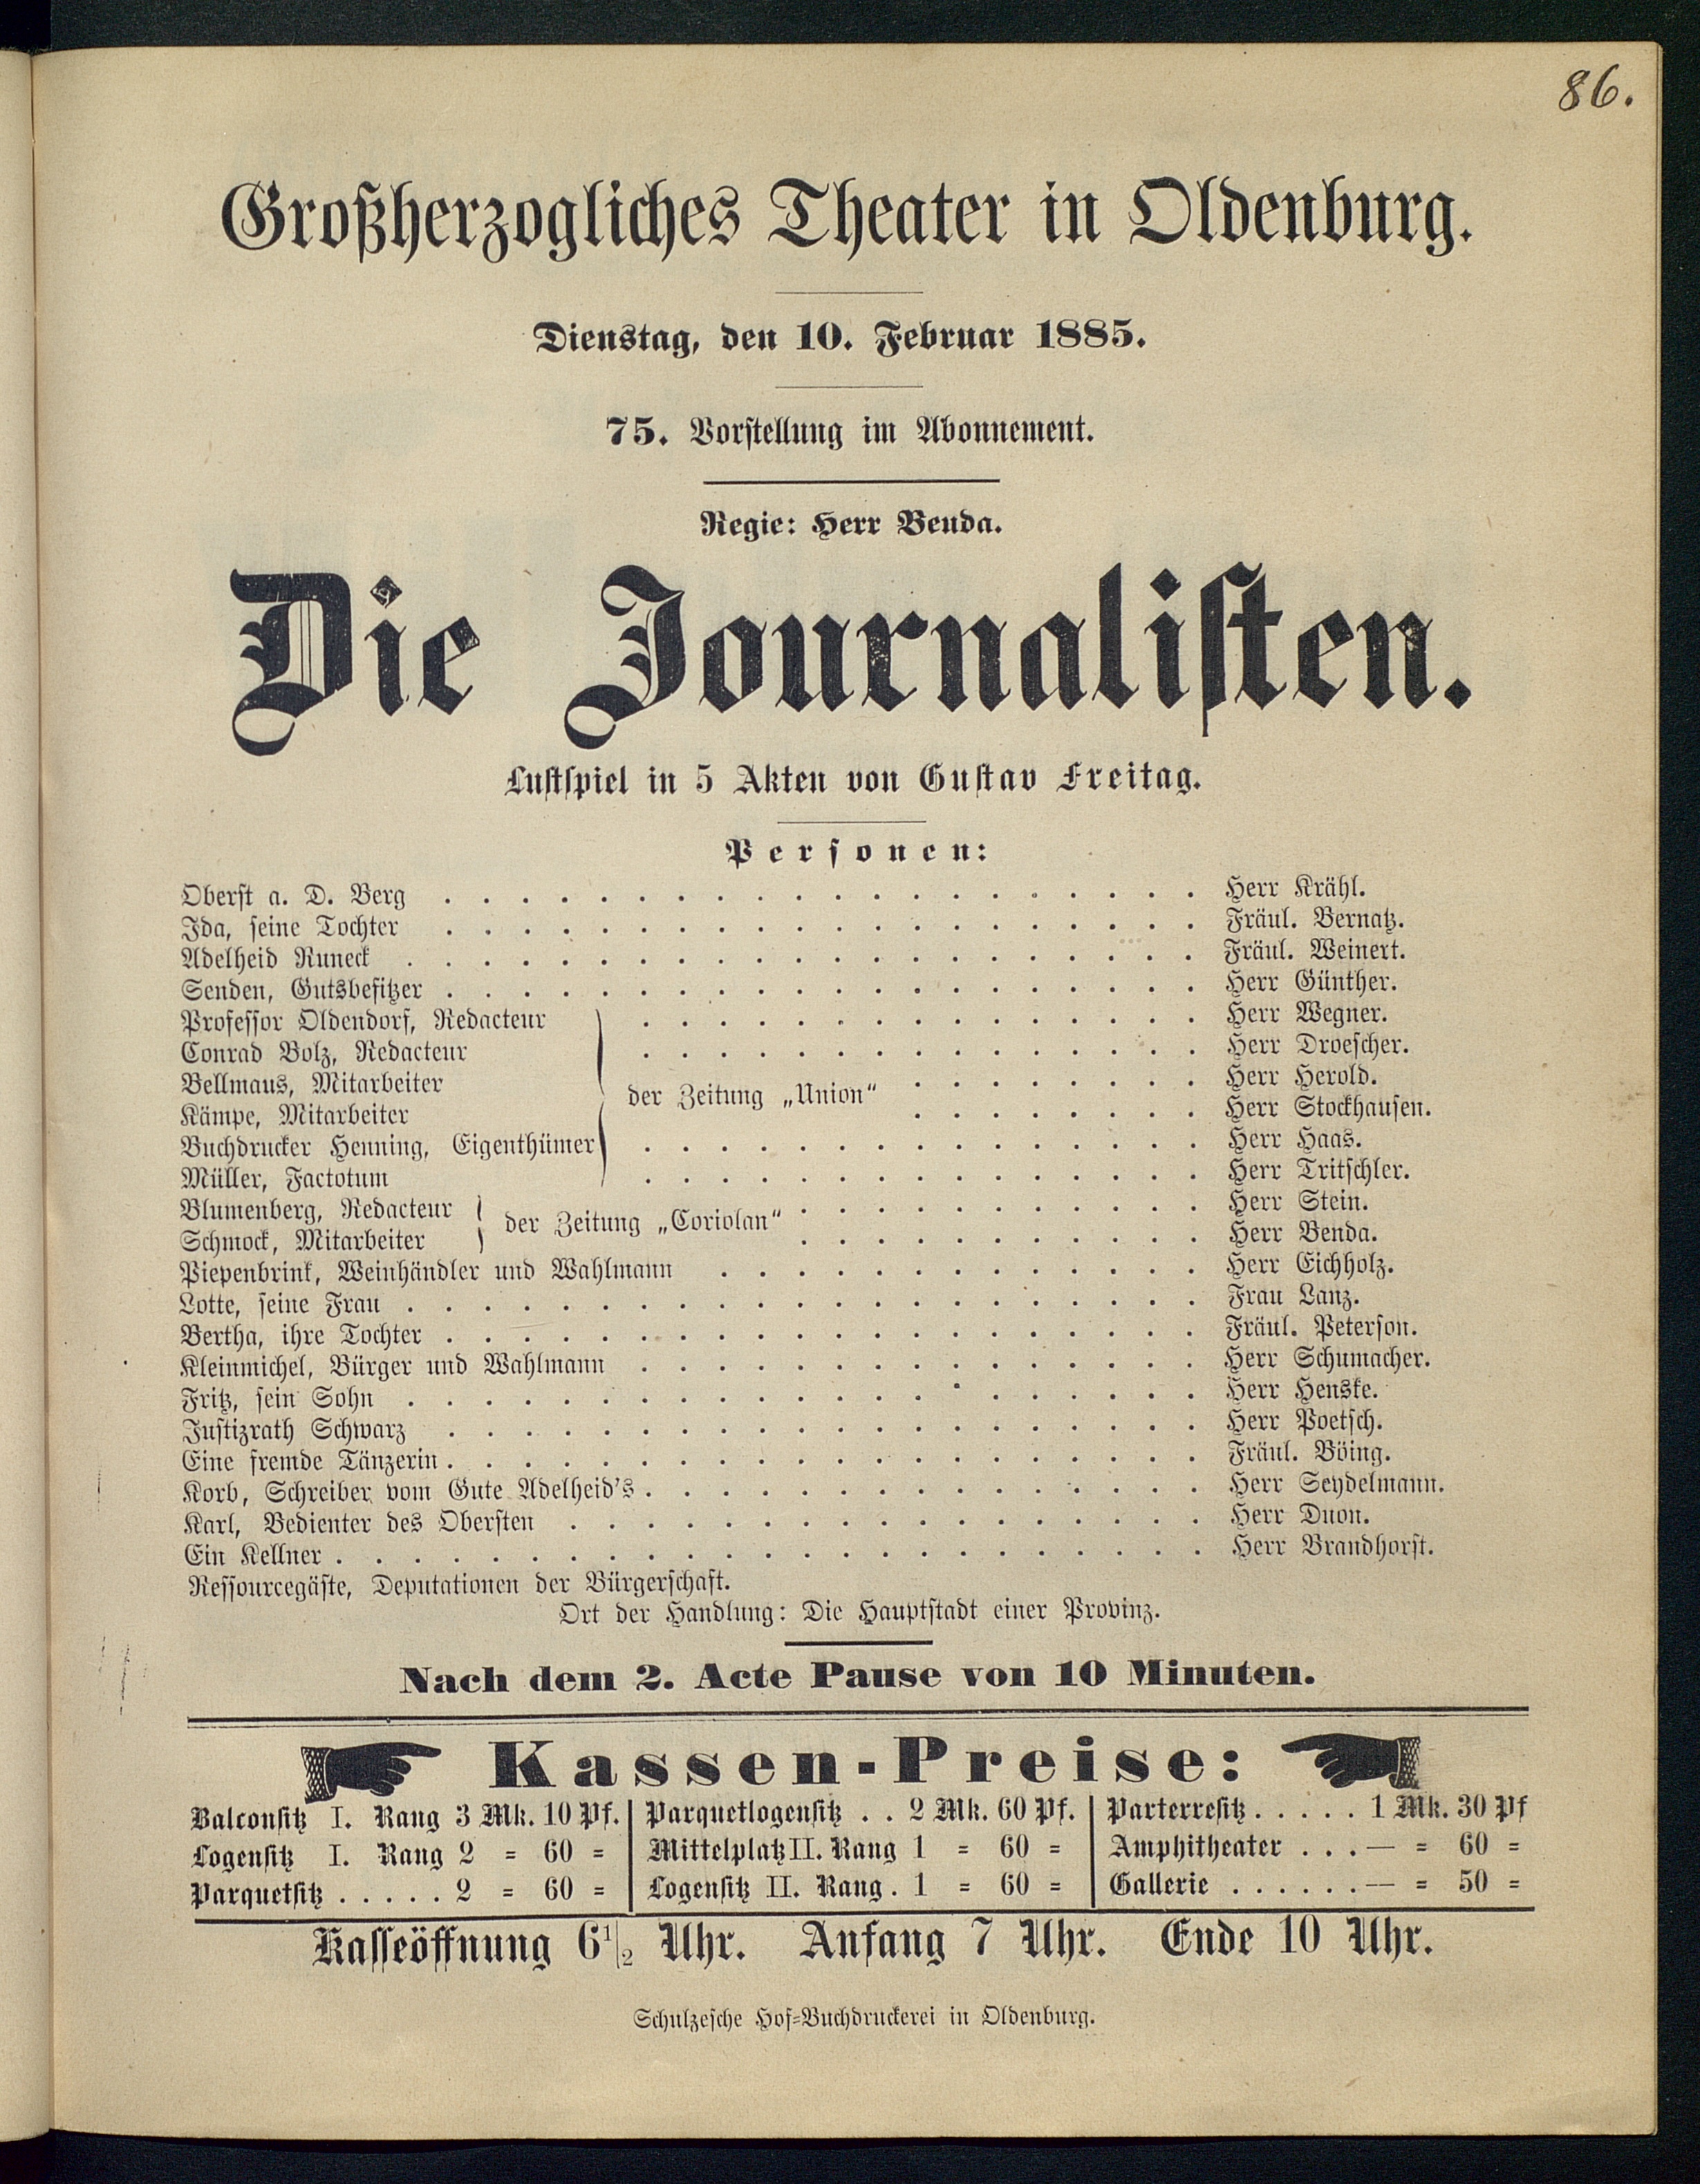 86.
Großherzogliches Theater in Oldenburg.
Dienstag, den 10. Februar 1885.
75. Vorstellung im Abonnement.
Regie: Herr Benda.
Die Journalisten.
Lustspiel in 5 Akten von Gustav Freitag.
Personen:
Oberst a. D. Berg . . . . . . . . . . . . . . . . . . . . Herr Krähl.
Ida, seine Tochter . . . . . . . . . . . . . . . . . . . . Fräul. Bernatz.
Adelheid Runeck . . . . . . . . . . . . . . . . . . . . . Fräul. Weinert.
Senden, Gutsbesitzer . . . . . . . . . . . . . . . . . . . . Herr Günther.
Professor Oldendorf, Redacteur . . . . . . . . . . . . . . . Herr Wegner.
Conrad Bolz, Redacteur . . . . . . . . . . . . . . . Herr Droescher.
Bellmaus, Mitarbeiter . . . . . . . . Herr Herold.
der Zeitung „Union“
Kämpe, Mitarbeiter . . . . . . . . Herr Stockhausen.
Buchdrucker Henning, Eigenthümer . . . . . . . . . . . . . . . Herr Haas.
Müller, Factotum . . . . . . . . . . . . . . . Herr Tritschler.
Blumenberg, Redacteur . . . . . . . . . . . Herr Stein.
der Zeitung „Coriolan“
Schmock, Mitarbeiter . . . . . . . . . . . Herr Benda.
Piepenbrink, Weinhändler und Wahlmann . . . . . . . . . . . . . Herr Eichholz.
Lotte, seine Frau . . . . . . . . . . . . . . . . . . . . . Frau Lanz.
Bertha, ihre Tochter . . . . . . . . . . . . . . . . . . . . Fräul. Peterson.
Kleinmichel, Bürger und Wahlmann . . . . . . . . . . . . . . . Herr Schumacher.
Fritz, sein Sohn . . . . . . . . . . . . . . . . . . . . . Herr Henske.
Justizrath Schwarz . . . . . . . . . . . . . . . . . . . . Herr Poetsch.
Eine fremde Tänzerin . . . . . . . . . . . . . . . . . . . . Fräul. Böing.
Korb, Schreiber vom Gute Adelheid's . . . . . . . . . . . . . . . Herr Seydelmann.
Karl, Bedienter des Obersten . . . . . . . . . . . . . . . . . Herr Duon.
Ein Kellner . . . . . . . . . . . . . . . . . . . . . . . Herr Brandhorst.
Ressourcegäste, Deputationen der Bürgerschaft.
Ort der Handlung: Die Hauptstadt einer Provinz.
Nach dem 2. Acte Pause von 10 Minuten.
Kassen-Preise:
Balconsitz I. Rang 3 Mk. 10 Pf. | Parquetlogensitz . . 2 Mk. 60 Pf. | Parterresitz . . . . . 1 Mk. 30 Pf
Logensitz I. Rang 2 = 60 = | Mittelplatz II. Rang 1 = 60 = | Amphitheater . . . — = 60 =
Parquetsitz . . . . . 2 = 60 = | Logensitz II. Rang . 1 = 60 = | Gallerie . . . . . . — = 50 =
Kasseöffnung 6½ Uhr. Anfang 7 Uhr. Ende 10 Uhr.
Schulzesche Hof=Buchdruckerei in Oldenburg.